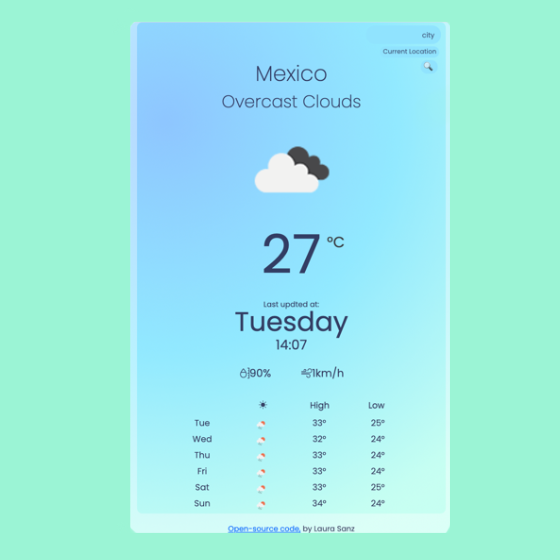 city
Current Location
Mexico
Overcast Clouds
27 °C
Last updted at:
Tuesday
14:07
90% 1km/h
High Low
Tue 33° 25°
Wed 32° 24°
Thu 33° 24°
Fri 33° 24°
Sat 33° 25°
Sun 34° 24°
Open-source code, by Laura Sanz